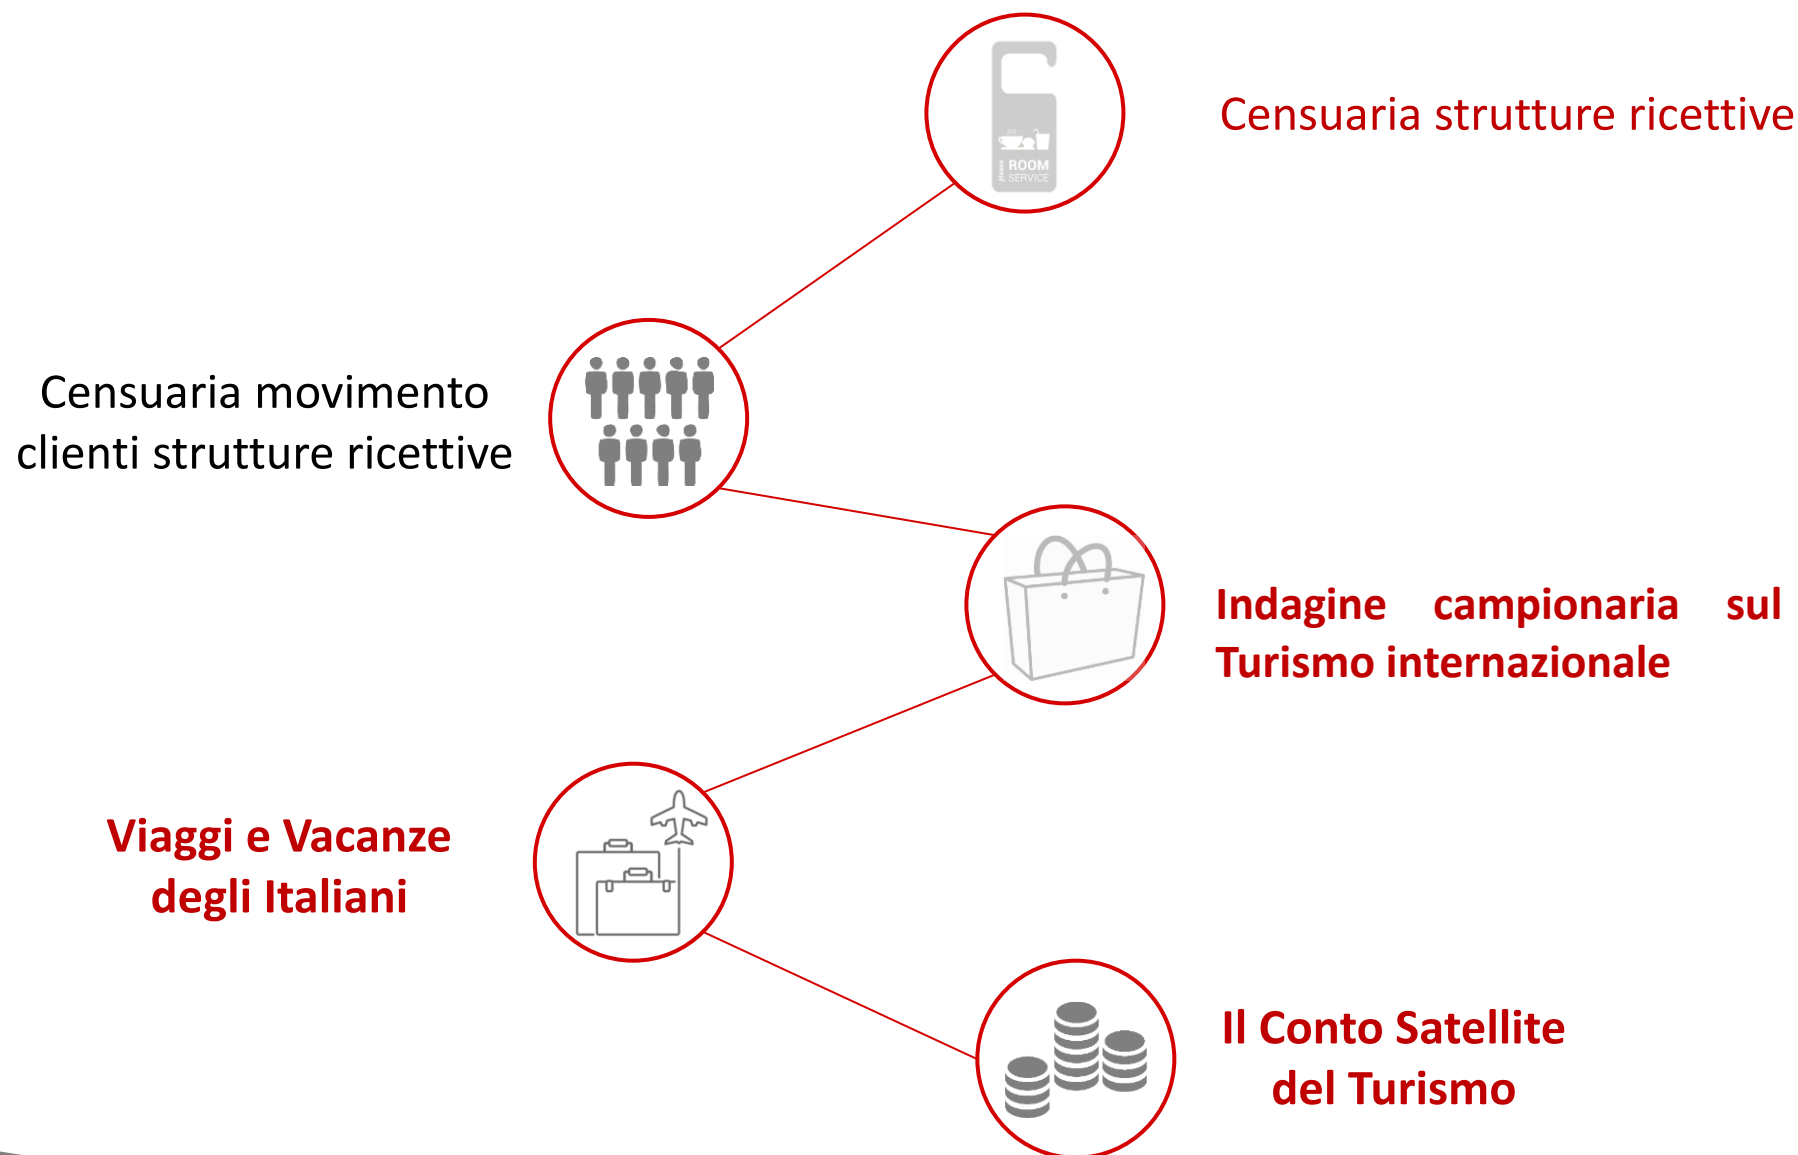 please
ROOM
SERVICE
Censuaria strutture ricettive
Censuaria movimento
clienti strutture ricettive
Indagine campionaria sul
Turismo internazionale
Viaggi e Vacanze
degli Italiani
Il Conto Satellite
del Turismo